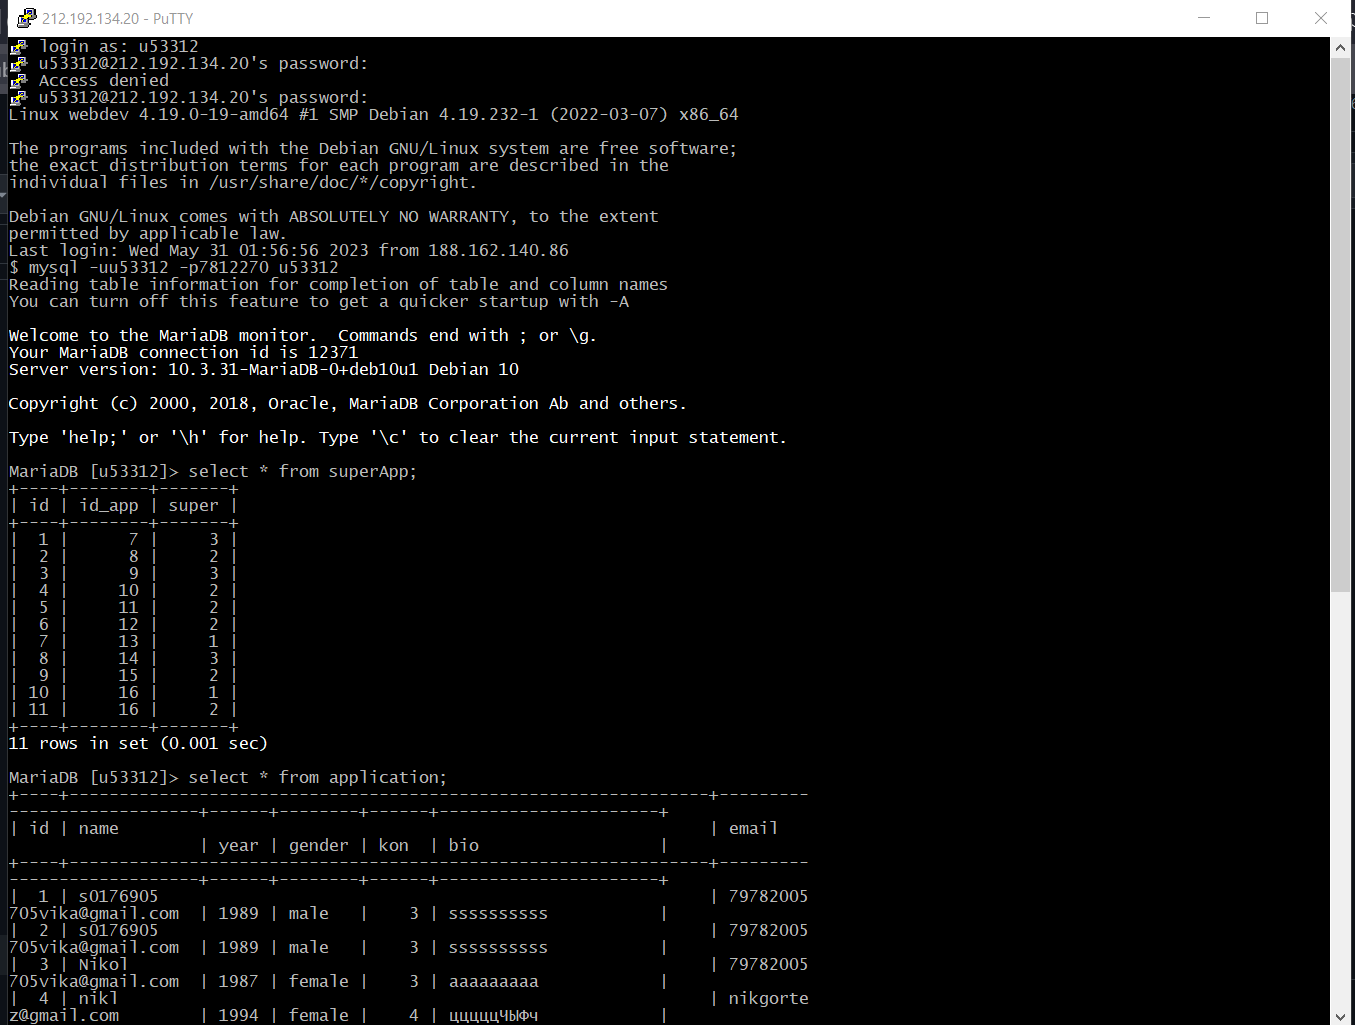 212.192.134.20 - PuTTY
login as: u53312
u53312@212.192.134.20's password:
Access denied
u53312@212.192.134.20's password:
Linux webdev 4.19.0-19-amd64 #1 SMP Debian 4.19.232-1 (2022-03-07) x86_64
The programs included with the Debian GNU/Linux system are free software;
the exact distribution terms for each program are described in the
individual files in /usr/share/doc/*/copyright.
Debian GNU/Linux comes with ABSOLUTELY NO WARRANTY, to the extent
permitted by applicable law.
Last login: Wed May 31 01:56:56 2023 from 188.162.140.86
$ mysql -uu53312 -p7812270 u53312
Reading table information for completion of table and column names
You can turn off this feature to get a quicker startup with -A
Welcome to the MariaDB monitor.  Commands end with ; or \g.
Your MariaDB connection id is 12371
Server version: 10.3.31-MariaDB-0+deb10u1 Debian 10
Copyright (c) 2000, 2018, Oracle, MariaDB Corporation Ab and others.
Type 'help;' or '\h' for help. Type '\c' to clear the current input statement.
MariaDB [u53312]> select * from superApp;
+----+--------+-------+
| id | id_app | super |
+----+--------+-------+
|  1 |      7 |     3 |
|  2 |      8 |     2 |
|  3 |      9 |     3 |
|  4 |     10 |     2 |
|  5 |     11 |     2 |
|  6 |     12 |     2 |
|  7 |     13 |     1 |
|  8 |     14 |     3 |
|  9 |     15 |     2 |
| 10 |     16 |     1 |
| 11 |     16 |     2 |
+----+--------+-------+
11 rows in set (0.001 sec)
MariaDB [u53312]> select * from application;
+----+----------------------------------------------------------------+---------
-------------------+------+--------+------+----------------------+
| id | name                                                           | email
                   | year | gender | kon  | bio                  |
+----+----------------------------------------------------------------+---------
-------------------+------+--------+------+----------------------+
|  1 | s0176905                                                       | 79782005
705vika@gmail.com  | 1989 | male   |    3 | ssssssssss           |
|  2 | s0176905                                                       | 79782005
705vika@gmail.com  | 1989 | male   |    3 | ssssssssss           |
|  3 | Nikol                                                          | 79782005
705vika@gmail.com  | 1987 | female |    3 | aaaaaaaaa            |
|  4 | nikl                                                           | nikgorte
z@gmail.com        | 1994 | female |    4 | цццццЧЫФч            |